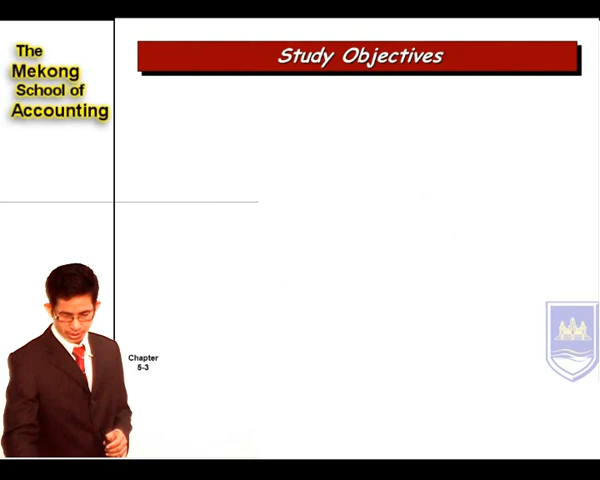 The
Mekong
School of
Accounting
Study Objectives
Chapter
5-3